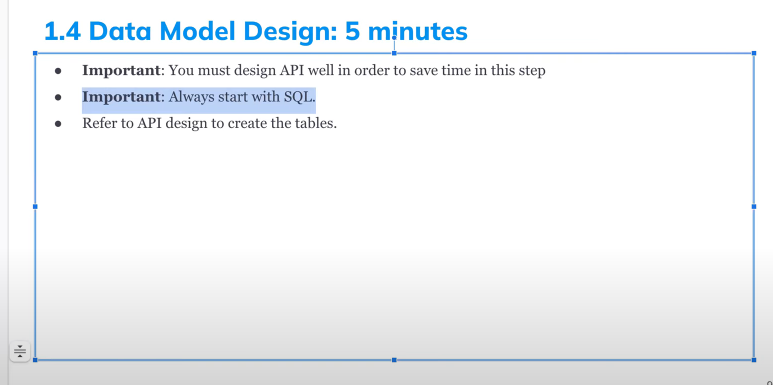 1.4 Data Model Design: 5 minutes
● Important: You must design API well in order to save time in this step
● Important: Always start with SQL.
● Refer to API design to create the tables.